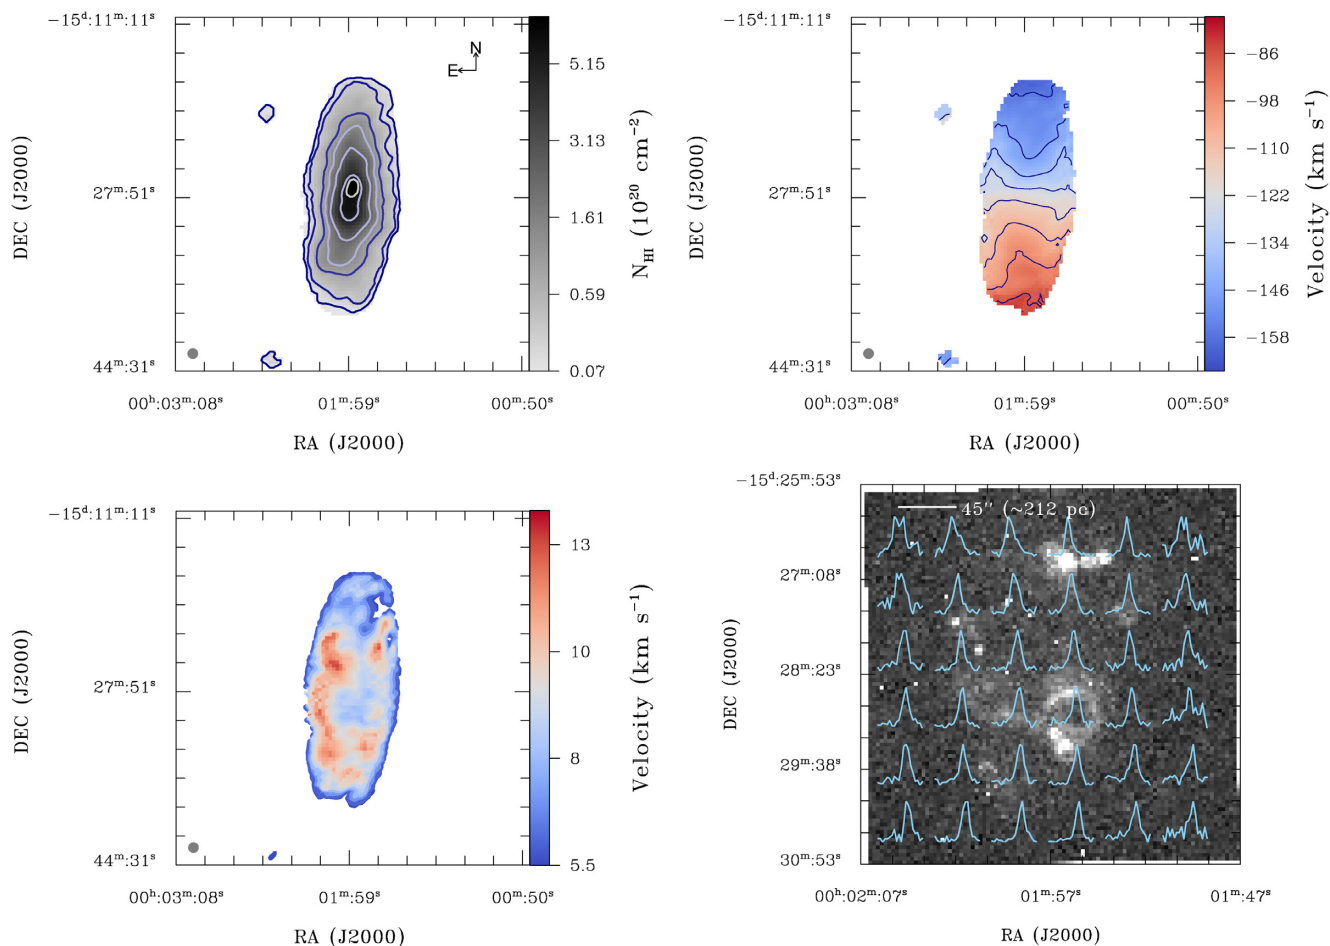 −15ᵈ:11ᵐ:11ˢ
27ᵐ:51ˢ
44ᵐ:31ˢ
DEC (J2000)
00ʰ:03ᵐ:08ˢ
01ᵐ:59ˢ
00ᵐ:50ˢ
RA (J2000)
N
E
5.15
3.13
1.61
0.59
0.07
N_HI (10²⁰ cm⁻²)
−15ᵈ:11ᵐ:11ˢ
27ᵐ:51ˢ
44ᵐ:31ˢ
DEC (J2000)
00ʰ:03ᵐ:08ˢ
01ᵐ:59ˢ
00ᵐ:50ˢ
RA (J2000)
−86
−98
−110
−122
−134
−146
−158
Velocity (km s⁻¹)
−15ᵈ:11ᵐ:11ˢ
27ᵐ:51ˢ
44ᵐ:31ˢ
DEC (J2000)
00ʰ:03ᵐ:08ˢ
01ᵐ:59ˢ
00ᵐ:50ˢ
RA (J2000)
13
10
8
5.5
Velocity (km s⁻¹)
−15ᵈ:25ᵐ:53ˢ
27ᵐ:08ˢ
28ᵐ:23ˢ
29ᵐ:38ˢ
30ᵐ:53ˢ
DEC (J2000)
45″ (~212 pc)
00ʰ:02ᵐ:07ˢ
01ᵐ:57ˢ
01ᵐ:47ˢ
RA (J2000)